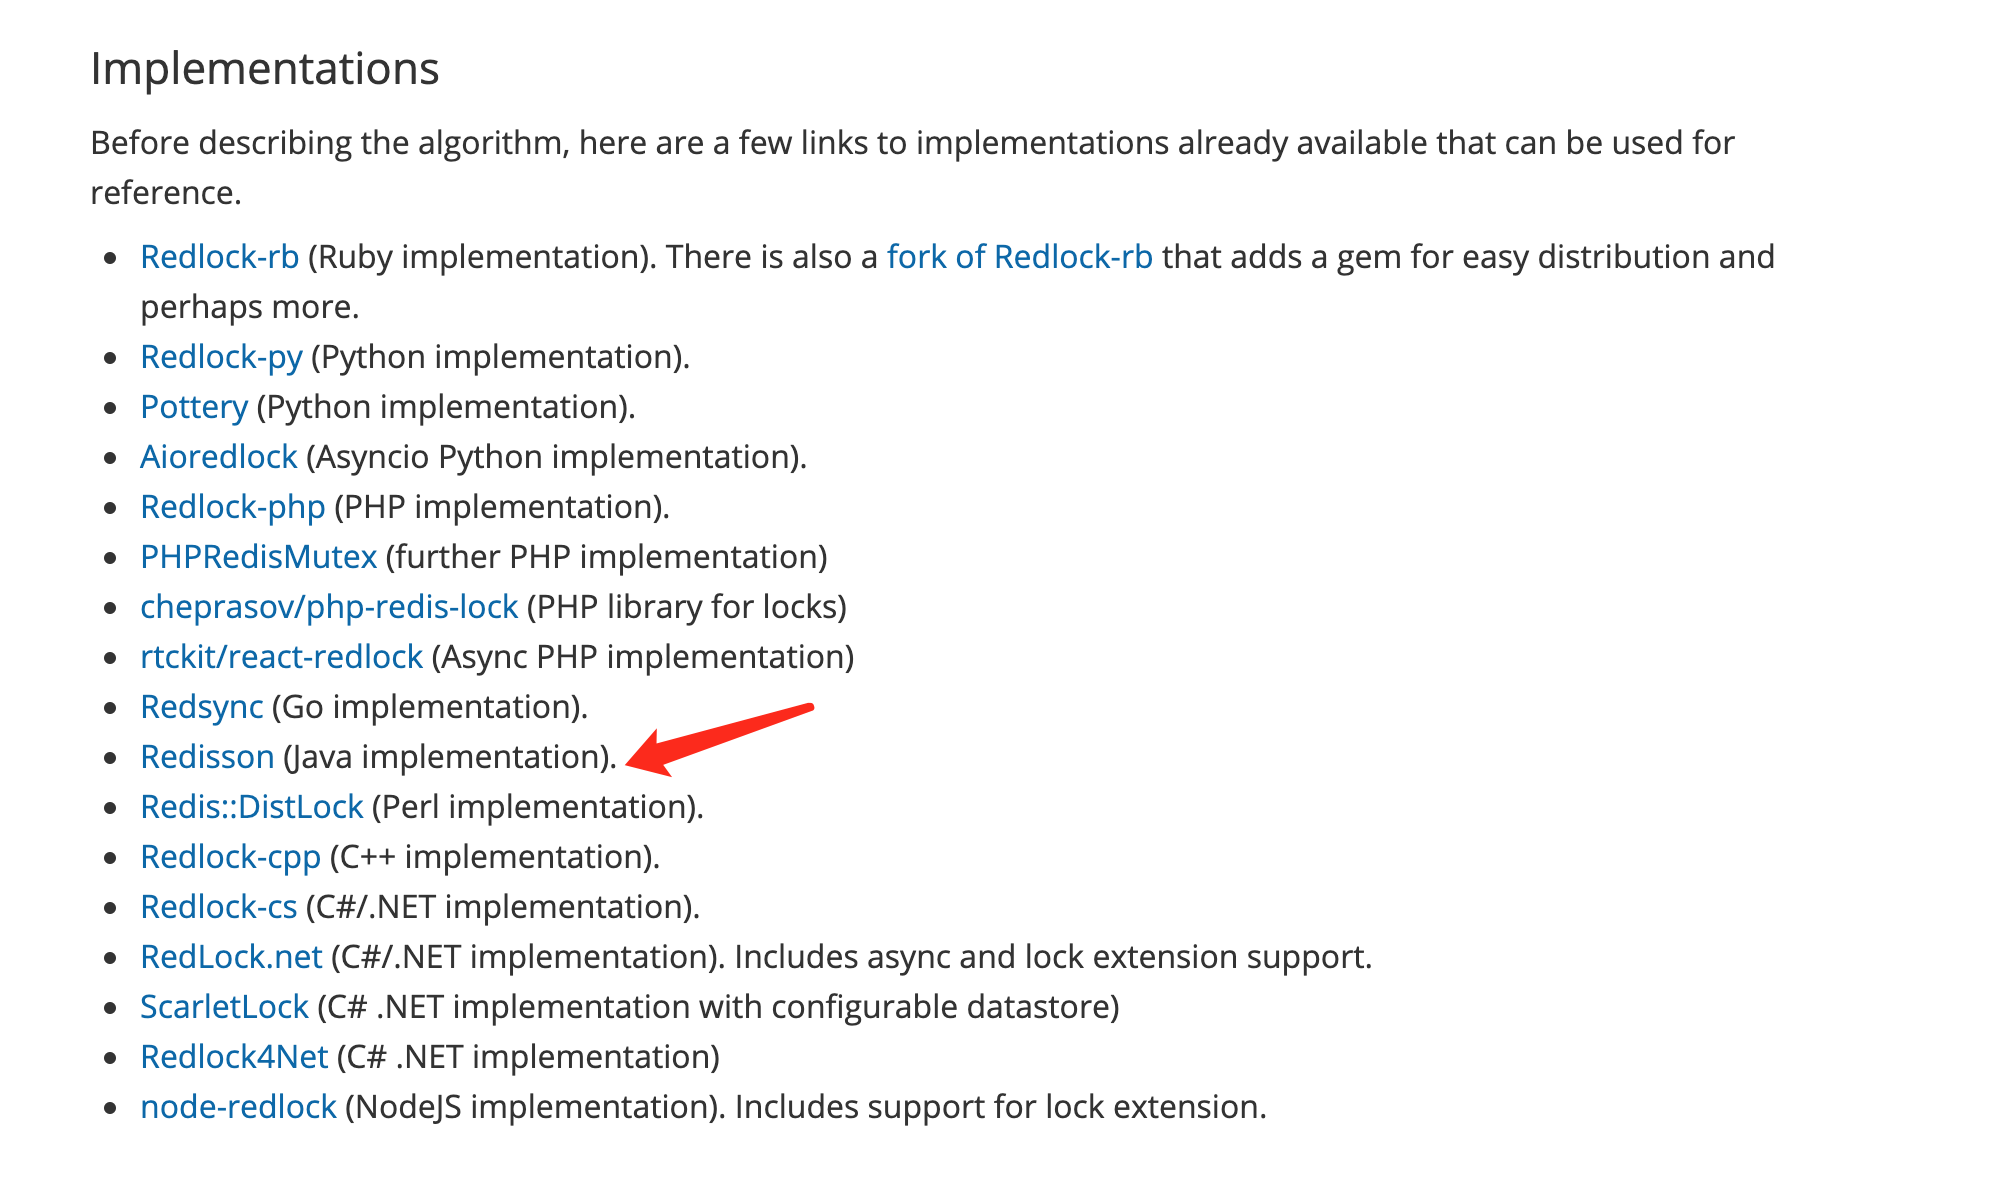 Implementations
Before describing the algorithm, here are a few links to implementations already available that can be used for
reference.
• Redlock-rb (Ruby implementation). There is also a fork of Redlock-rb that adds a gem for easy distribution and
perhaps more.
• Redlock-py (Python implementation).
• Pottery (Python implementation).
• Aioredlock (Asyncio Python implementation).
• Redlock-php (PHP implementation).
• PHPRedisMutex (further PHP implementation)
• cheprasov/php-redis-lock (PHP library for locks)
• rtckit/react-redlock (Async PHP implementation)
• Redsync (Go implementation).
• Redisson (Java implementation).
• Redis::DistLock (Perl implementation).
• Redlock-cpp (C++ implementation).
• Redlock-cs (C#/.NET implementation).
• RedLock.net (C#/.NET implementation). Includes async and lock extension support.
• ScarletLock (C# .NET implementation with configurable datastore)
• Redlock4Net (C# .NET implementation)
• node-redlock (NodeJS implementation). Includes support for lock extension.